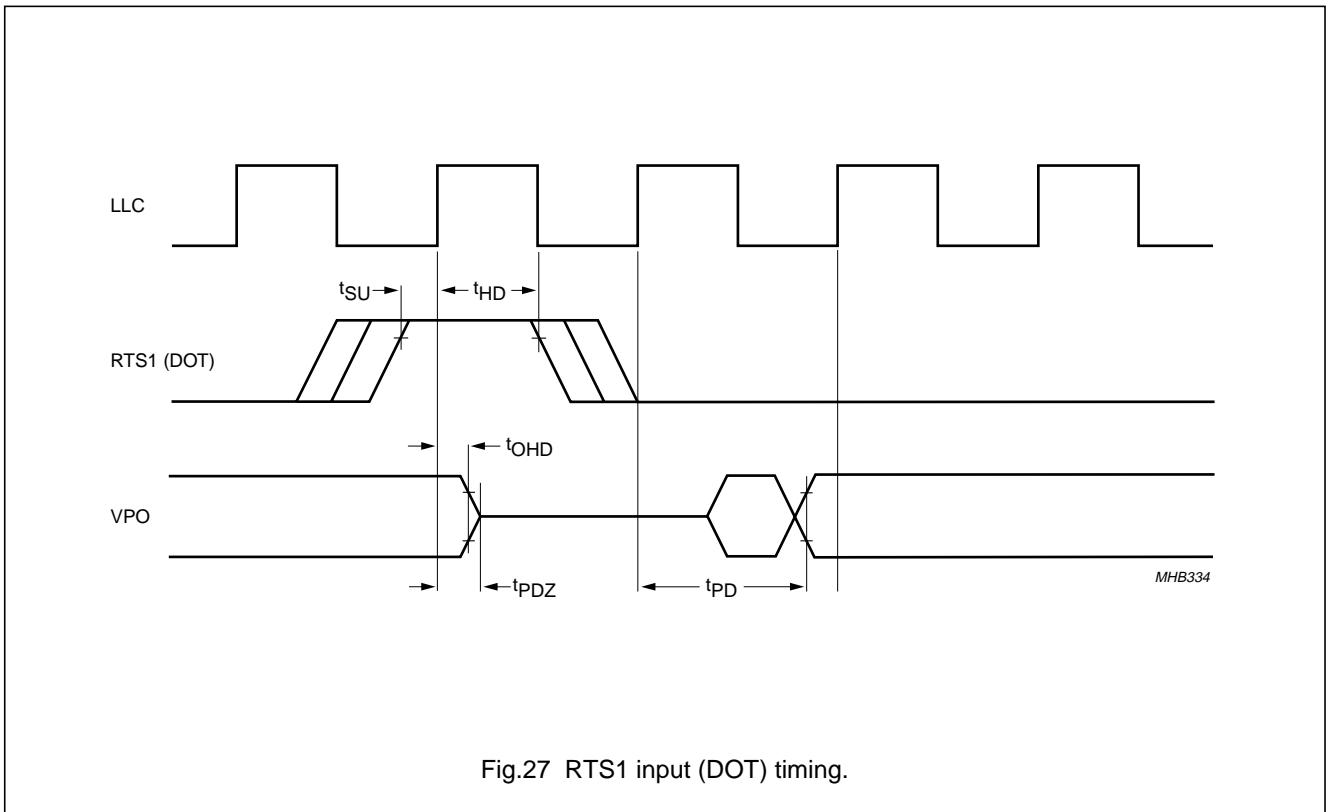 LLC
tSU
tHD
RTS1 (DOT)
tOHD
VPO
tPDZ
tPD
MHB334
Fig.27 RTS1 input (DOT) timing.